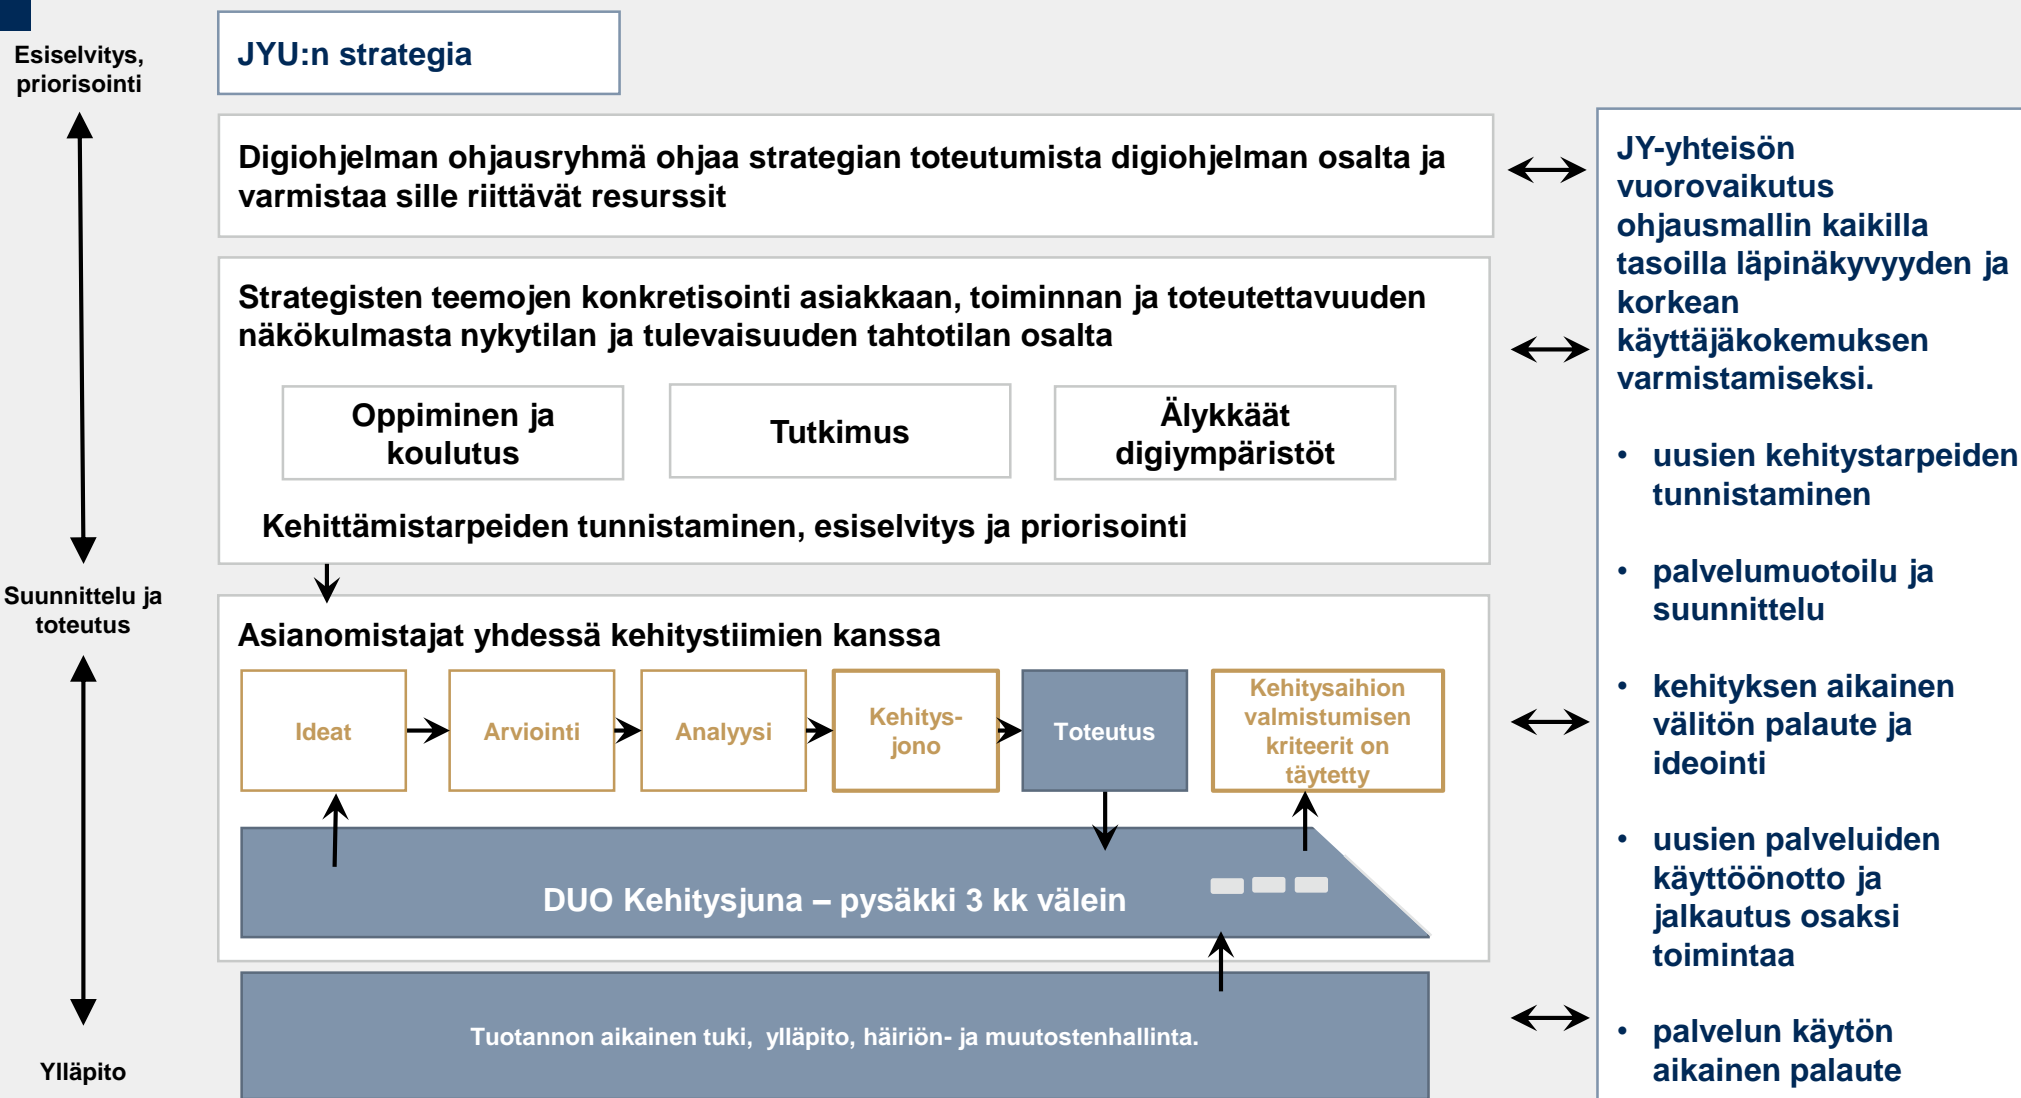 Esiselvitys,
priorisointi
JYU:n strategia
Digiohjelman ohjausryhmä ohjaa strategian toteutumista digiohjelman osalta ja
varmistaa sille riittävät resurssit
Strategisten teemojen konkretisointi asiakkaan, toiminnan ja toteutettavuuden
näkökulmasta nykytilan ja tulevaisuuden tahtotilan osalta
Oppiminen ja
koulutus
Tutkimus
Älykkäät
digiympäristöt
Kehittämistarpeiden tunnistaminen, esiselvitys ja priorisointi
Suunnittelu ja
toteutus
Asianomistajat yhdessä kehitystiimien kanssa
Ideat
Arviointi
Analyysi
Kehitys-
jono
Toteutus
Kehitysaihion
valmistumisen
kriteerit on
täytetty
DUO Kehitysjuna – pysäkki 3 kk välein
Tuotannon aikainen tuki, ylläpito, häiriön- ja muutostenhallinta.
Ylläpito
JY-yhteisön
vuorovaikutus
ohjausmallin kaikilla
tasoilla läpinäkyvyyden ja
korkean
käyttäjäkokemuksen
varmistamiseksi.
• uusien kehitystarpeiden
tunnistaminen
• palvelumuotoilu ja
suunnittelu
• kehityksen aikainen
välitön palaute ja
ideointi
• uusien palveluiden
käyttöönotto ja
jalkautus osaksi
toimintaa
• palvelun käytön
aikainen palaute